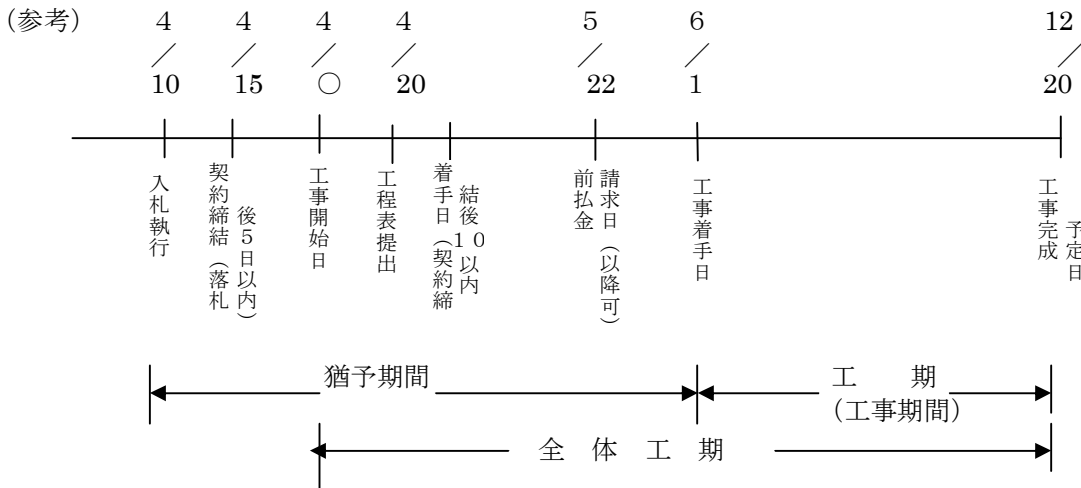 (参考)
4／10
4／15
4／○
4／20
5／22
6／1
12／20
入札執行
契約締結（落札
後５日以内）
工事開始日
工程表提出
着手日（契約締
結後１０以内
前払金
請求日（以降可）
工事着手日
工事完成
予定日
猶予期間
工　期
（工事期間）
全体工期